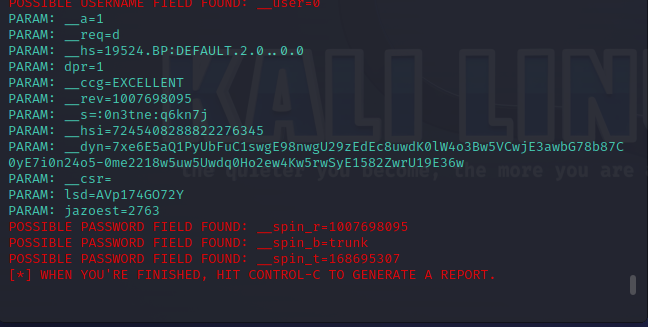 POSSIBLE USERNAME FIELD FOUND: __user=0
PARAM: __a=1
PARAM: __req=d
PARAM: __hs=19524.BP:DEFAULT.2.0..0.0
PARAM: dpr=1
PARAM: __ccg=EXCELLENT
PARAM: __rev=1007698095
PARAM: __s=:0n3tne:q6kn7j
PARAM: __hsi=7245408288822276345
PARAM: __dyn=7xe6E5aQ1PyUbFuC1swgE98nwgU29zEdEc8uwdK0lW4o3Bw5VCwjE3awbG78b87C
0yE7i0n24o5-0me2218w5uw5Uwdq0Ho2ew4Kw5rwSyE1582ZwrU19E36w
PARAM: __csr=
PARAM: lsd=AVp174GO72Y
PARAM: jazoest=2763
POSSIBLE PASSWORD FIELD FOUND: __spin_r=1007698095
POSSIBLE PASSWORD FIELD FOUND: __spin_b=trunk
POSSIBLE PASSWORD FIELD FOUND: __spin_t=168695307
[*] WHEN YOU'RE FINISHED, HIT CONTROL-C TO GENERATE A REPORT.
KALI LIN
the quieter you become, the more you are